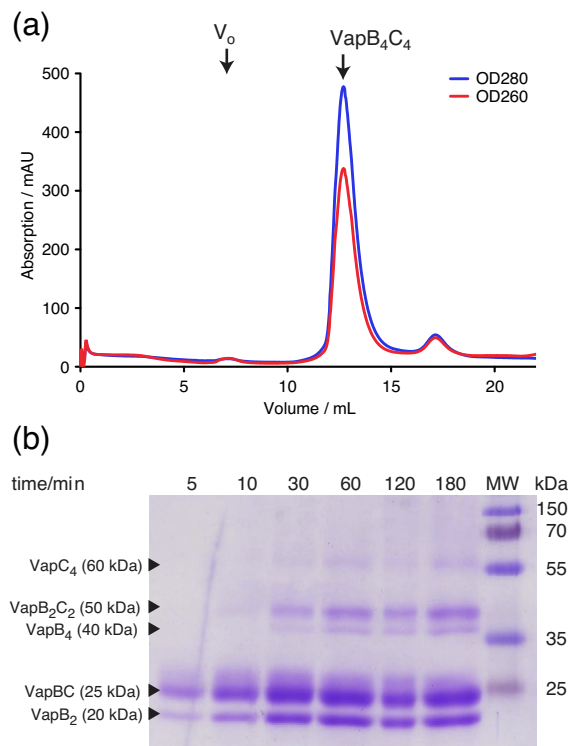 (a)
Vₒ
VapB₄C₄
OD280
OD260
500
400
300
200
100
0
Absorption / mAU
0 5 10 15 20
Volume / mL
(b)
time/min 5 10 30 60 120 180 MW kDa
150
70
VapC₄ (60 kDa)
55
VapB₂C₂ (50 kDa)
VapB₄ (40 kDa)
35
VapBC (25 kDa)
25
VapB₂ (20 kDa)